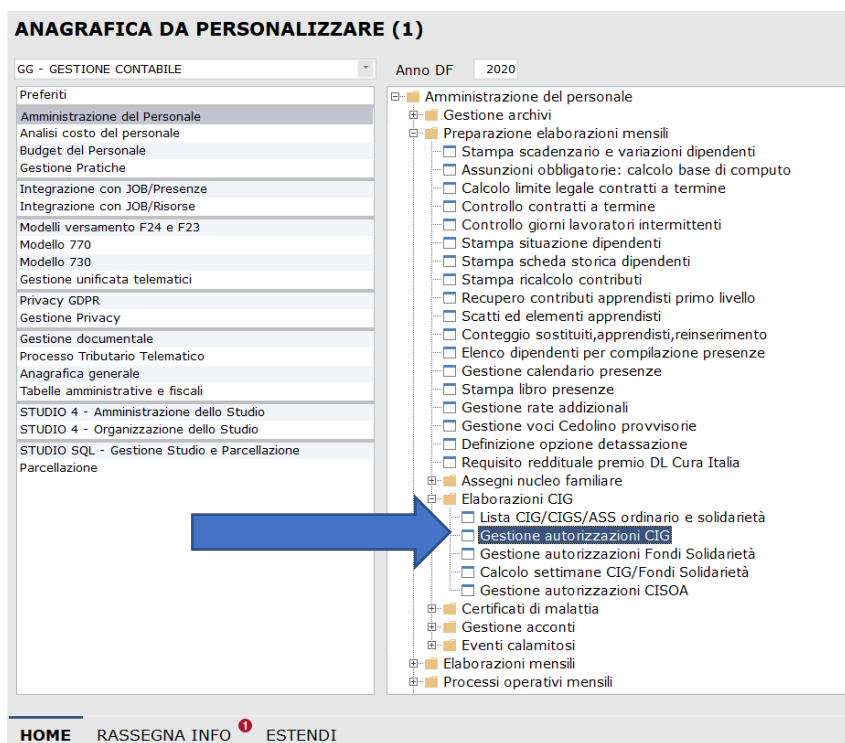 ANAGRAFICA DA PERSONALIZZARE (1)
GG - GESTIONE CONTABILE
Anno DF 2020
Preferiti
Amministrazione del Personale
Analisi costo del personale
Budget del Personale
Gestione Pratiche
Integrazione con JOB/Presenze
Integrazione con JOB/Risorse
Modelli versamento F24 e F23
Modello 770
Modello 730
Gestione unificata telematici
Privacy GDPR
Gestione Privacy
Gestione documentale
Processo Tributario Telematico
Anagrafica generale
Tabelle amministrative e fiscali
STUDIO 4 - Amministrazione dello Studio
STUDIO 4 - Organizzazione dello Studio
STUDIO SQL - Gestione Studio e Parcellazione
Parcellazione
Amministrazione del personale
Gestione archivi
Preparazione elaborazioni mensili
Stampa scadenzario e variazioni dipendenti
Assunzioni obbligatorie: calcolo base di computo
Calcolo limite legale contratti a termine
Controllo contratti a termine
Controllo giorni lavoratori intermittenti
Stampa situazione dipendenti
Stampa scheda storica dipendenti
Stampa ricalcolo contributi
Recupero contributi apprendisti primo livello
Scatti ed elementi apprendisti
Conteggio sostituiti,apprendisti,reinserimento
Elenco dipendenti per compilazione presenze
Gestione calendario presenze
Stampa libro presenze
Gestione rate addizionali
Gestione voci Cedolino provvisorie
Definizione opzione detassazione
Requisito reddituale premio DL Cura Italia
Assegni nucleo familiare
Elaborazioni CIG
Lista CIG/CIGS/ASS ordinario e solidarietà
Gestione autorizzazioni CIG
Gestione autorizzazioni Fondi Solidarietà
Calcolo settimane CIG/Fondi Solidarietà
Gestione autorizzazioni CISOA
Certificati di malattia
Gestione acconti
Eventi calamitosi
Elaborazioni mensili
Processi operativi mensili
HOME RASSEGNA INFO 1 ESTENDI